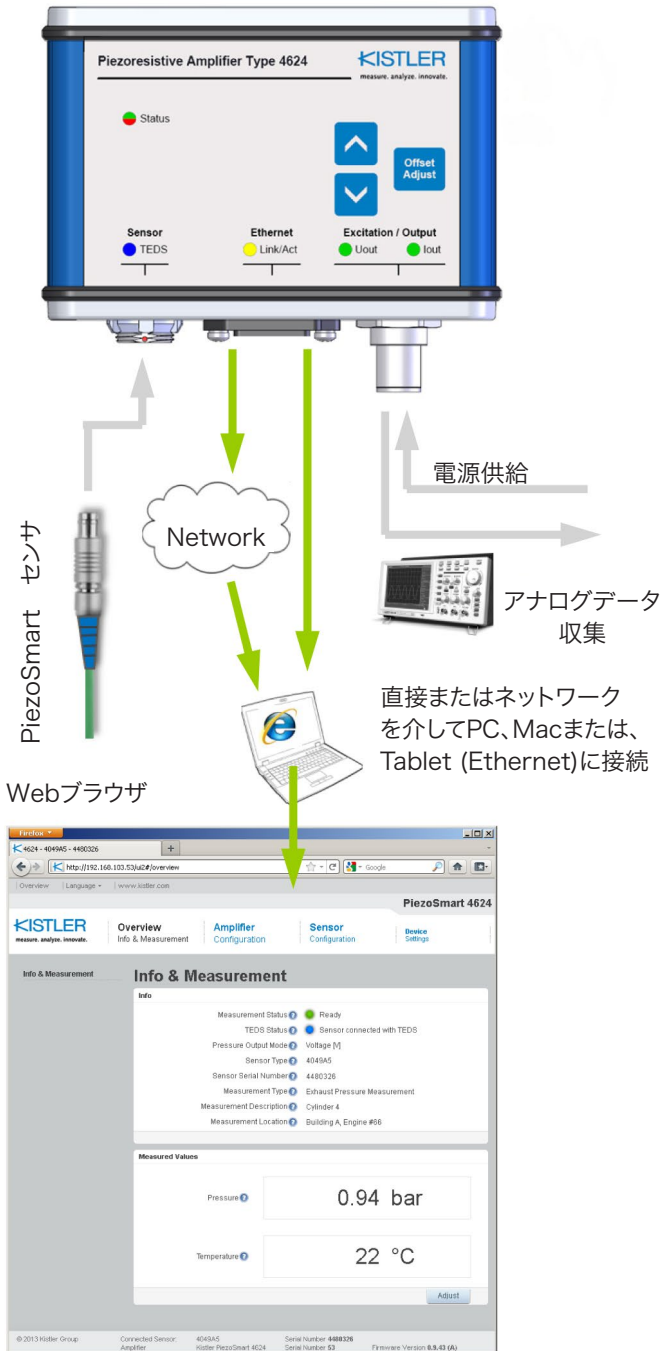 Piezoresistive Amplifier Type 4624
KISTLER
measure. analyze. innovate.
Status
Offset
Adjust
Sensor
TEDS
Ethernet
Link/Act
Excitation / Output
Uout
Iout
電源供給
Network
PiezoSmart センサ
アナログデータ
収集
直接またはネットワーク
を介してPC、Macまたは、
Tablet (Ethernet)に接続
Webブラウザ
Firefox
4624 - 4049A5 - 4480326
http://192.168.103.53/ui2#/overview
Google
Overview
Language
www.kistler.com
PiezoSmart 4624
KISTLER
measure. analyze. innovate.
Overview
Info & Measurement
Amplifier
Configuration
Sensor
Configuration
Device
Settings
Info & Measurement
Info & Measurement
Info
Measurement Status Ready
TEDS Status Sensor connected with TEDS
Pressure Output Mode Voltage [V]
Sensor Type 4049A5
Sensor Serial Number 4480326
Measurement Type Exhaust Pressure Measurement
Measurement Description Cylinder 4
Measurement Location Building A, Engine #66
Measured Values
Pressure 0.94 bar
Temperature 22 °C
Adjust
© 2013 Kistler Group
Connected Sensor: 4049A5 Serial Number 4480326
Amplifier Kistler PiezoSmart 4624 Serial Number 53 Firmware Version 0.9.43 (A)